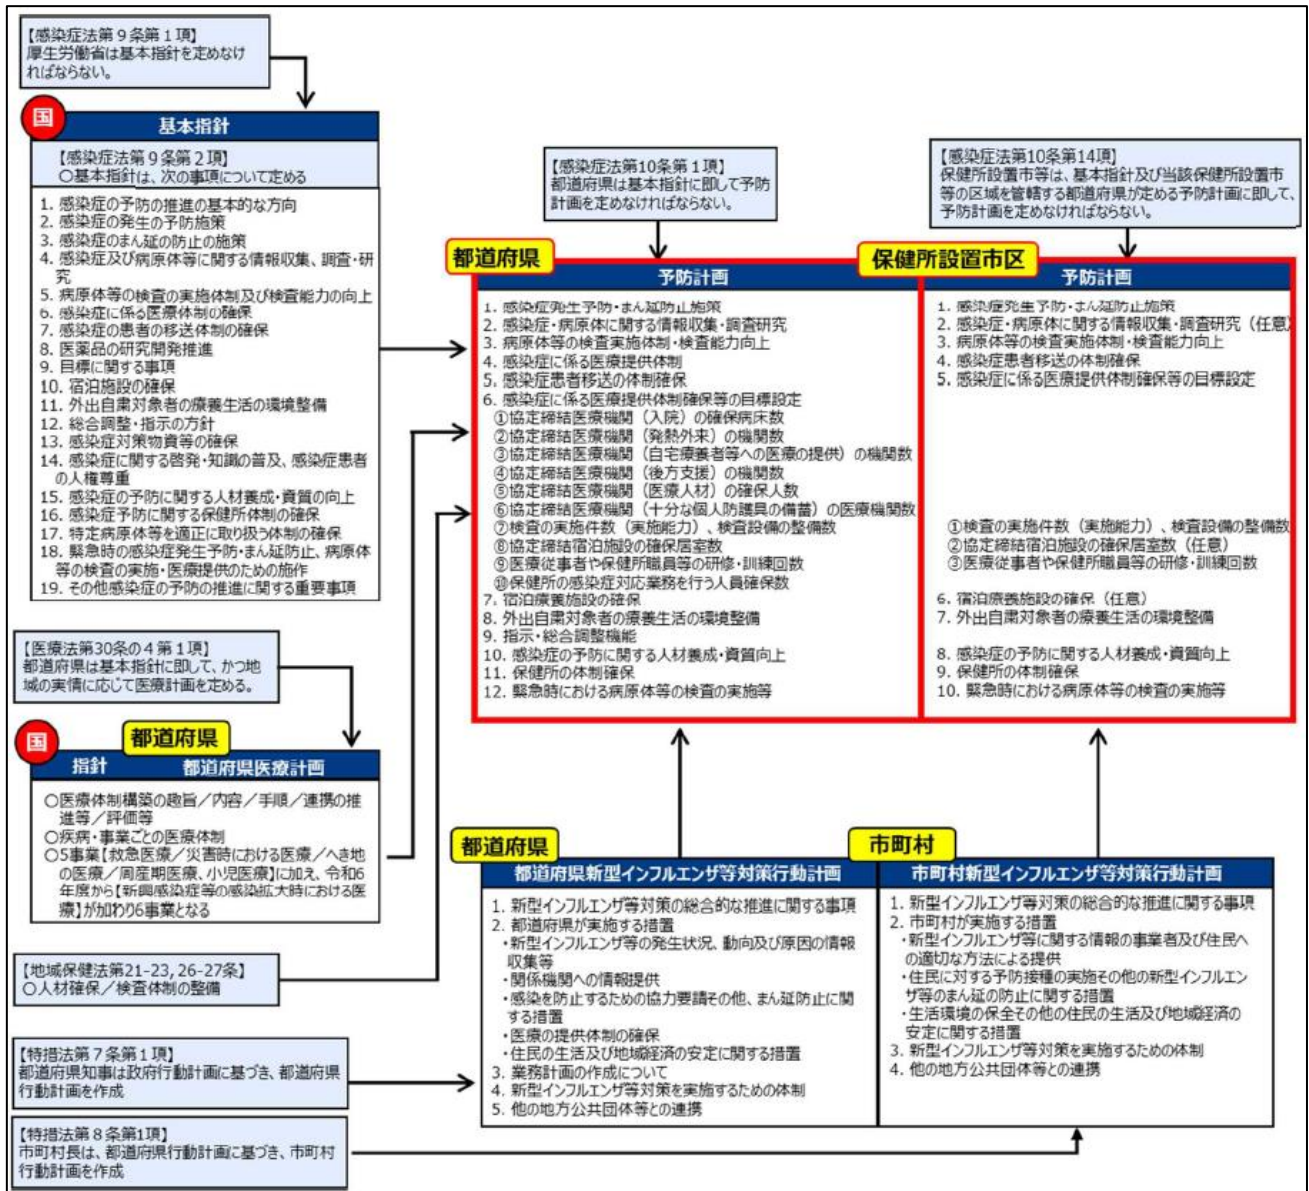 【感染症法第9条第1項】
厚生労働省は基本指針を定めなけ
ればならない。
国
基本指針
【感染症法第9条第2項】
○基本指針は、次の事項について定める
1. 感染症の予防の推進の基本的な方向
2. 感染症の発生の予防施策
3. 感染症のまん延の防止の施策
4. 感染症及び病原体等に関する情報収集、調査・研
究
5. 病原体等の検査の実施体制及び検査能力の向上
6. 感染症に係る医療体制の確保
7. 感染症の患者の移送体制の確保
8. 医薬品の研究開発推進
9. 目標に関する事項
10. 宿泊施設の確保
11. 外出自粛対象者の療養生活の環境整備
12. 総合調整・指示の方針
13. 感染症対策物資等の確保
14. 感染症に関する啓発・知識の普及、感染症患者
の人権尊重
15. 感染症の予防に関する人材養成・資質の向上
16. 感染症予防に関する保健所体制の確保
17. 特定病原体等を適正に取り扱う体制の確保
18. 緊急時の感染症発生予防・まん延防止、病原体
等の検査の実施・医療提供のための施作
19. その他感染症の予防の推進に関する重要事項
【医療法第30条の4第1項】
都道府県は基本指針に即して、かつ地
域の実情に応じて医療計画を定める。
国
都道府県
指針 都道府県医療計画
○医療体制構築の趣旨／内容／手順／連携の推
進等／評価等
○疾病・事業ごとの医療体制
○5事業【救急医療／災害時における医療／へき地
の医療／周産期医療、小児医療】に加え、令和6
年度から【新興感染症等の感染拡大時における医
療】が加わり6事業となる
【地域保健法第21-23, 26-27条】
○人材確保／検査体制の整備
【特措法第7条第1項】
都道府県知事は政府行動計画に基づき、都道府県
行動計画を作成
【特措法第8条第1項】
市町村長は、都道府県行動計画に基づき、市町村
行動計画を作成
【感染症法第10条第1項】
都道府県は基本指針に即して予防
計画を定めなければならない。
都道府県
予防計画
1. 感染症発生予防・まん延防止施策
2. 感染症・病原体に関する情報収集・調査研究
3. 病原体等の検査実施体制・検査能力向上
4. 感染症に係る医療提供体制
5. 感染症患者移送の体制確保
6. 感染症に係る医療提供体制確保等の目標設定
①協定締結医療機関（入院）の確保病床数
②協定締結医療機関（発熱外来）の機関数
③協定締結医療機関（自宅療養者等への医療の提供）の機関数
④協定締結医療機関（後方支援）の機関数
⑤協定締結医療機関（医療人材）の確保人数
⑥協定締結医療機関（十分な個人防護具の備蓄）の医療機関数
⑦検査の実施件数（実施能力）、検査設備の整備数
⑧協定締結宿泊施設の確保居室数
⑨医療従事者や保健所職員等の研修・訓練回数
⑩保健所の感染症対応業務を行う人員確保数
7. 宿泊療養施設の確保
8. 外出自粛対象者の療養生活の環境整備
9. 指示・総合調整機能
10. 感染症の予防に関する人材養成・資質向上
11. 保健所の体制確保
12. 緊急時における病原体等の検査の実施等
【感染症法第10条第14項】
保健所設置市等は、基本指針及び当該保健所設置市
等の区域を管轄する都道府県が定める予防計画に即して、
予防計画を定めなければならない。
保健所設置市区
予防計画
1. 感染症発生予防・まん延防止施策
2. 感染症・病原体に関する情報収集・調査研究（任意）
3. 病原体等の検査実施体制・検査能力向上
4. 感染症患者移送の体制確保
5. 感染症に係る医療提供体制確保等の目標設定
①検査の実施件数（実施能力）、検査設備の整備数
②協定締結宿泊施設の確保居室数（任意）
③医療従事者や保健所職員等の研修・訓練回数
6. 宿泊療養施設の確保（任意）
7. 外出自粛対象者の療養生活の環境整備
8. 感染症の予防に関する人材養成・資質向上
9. 保健所の体制確保
10. 緊急時における病原体等の検査の実施等
都道府県
都道府県新型インフルエンザ等対策行動計画
1. 新型インフルエンザ等対策の総合的な推進に関する事項
2. 都道府県が実施する措置
・新型インフルエンザ等の発生状況、動向及び原因の情報
収集等
・関係機関への情報提供
・感染を防止するための協力要請その他、まん延防止に関
する措置
・医療の提供体制の確保
・住民の生活及び地域経済の安定に関する措置
3. 業務計画の作成について
4. 新型インフルエンザ等対策を実施するための体制
5. 他の地方公共団体等との連携
市町村
市町村新型インフルエンザ等対策行動計画
1. 新型インフルエンザ等対策の総合的な推進に関する事項
2. 市町村が実施する措置
・新型インフルエンザ等に関する情報の事業者及び住民へ
の適切な方法による提供
・住民に対する予防接種の実施その他の新型インフルエン
ザ等のまん延の防止に関する措置
・生活環境の保全その他の住民の生活及び地域経済の
安定に関する措置
3. 新型インフルエンザ等対策を実施するための体制
4. 他の地方公共団体等との連携